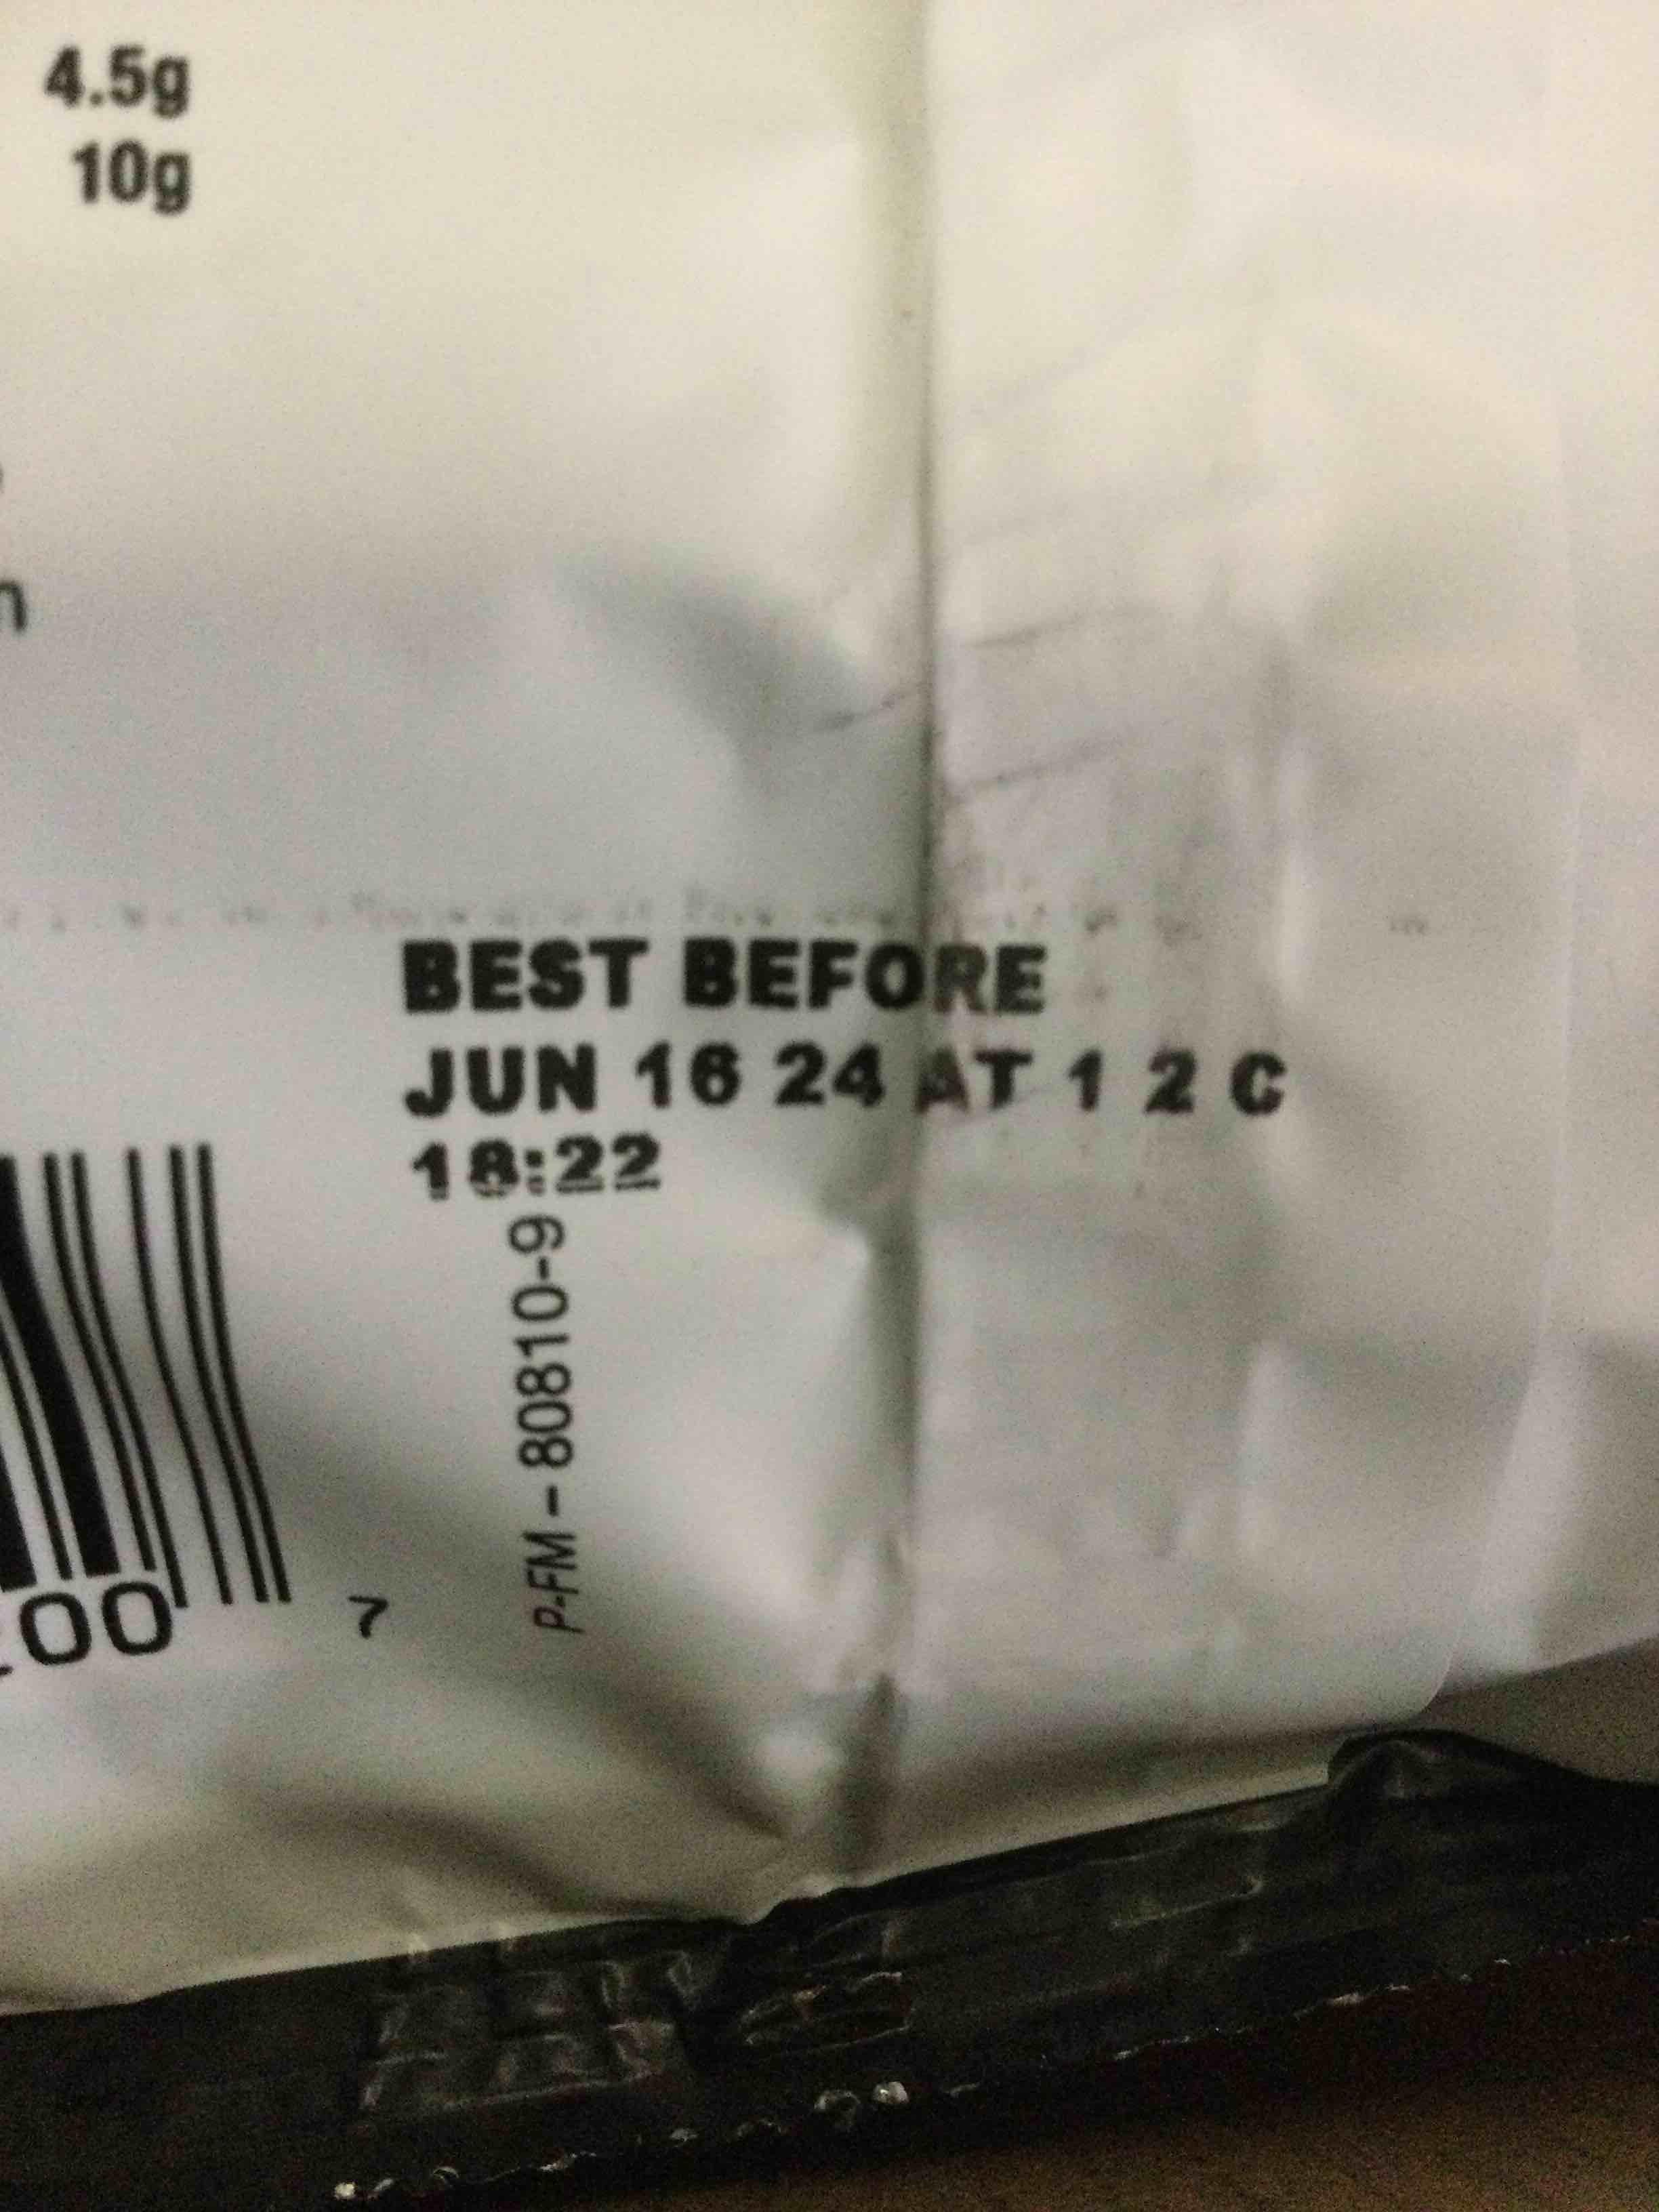 4.5g
10g
BEST BEFORE
JUN 16 24 AT 1 2 C
18:22
P-FM - 80810-9
00
7